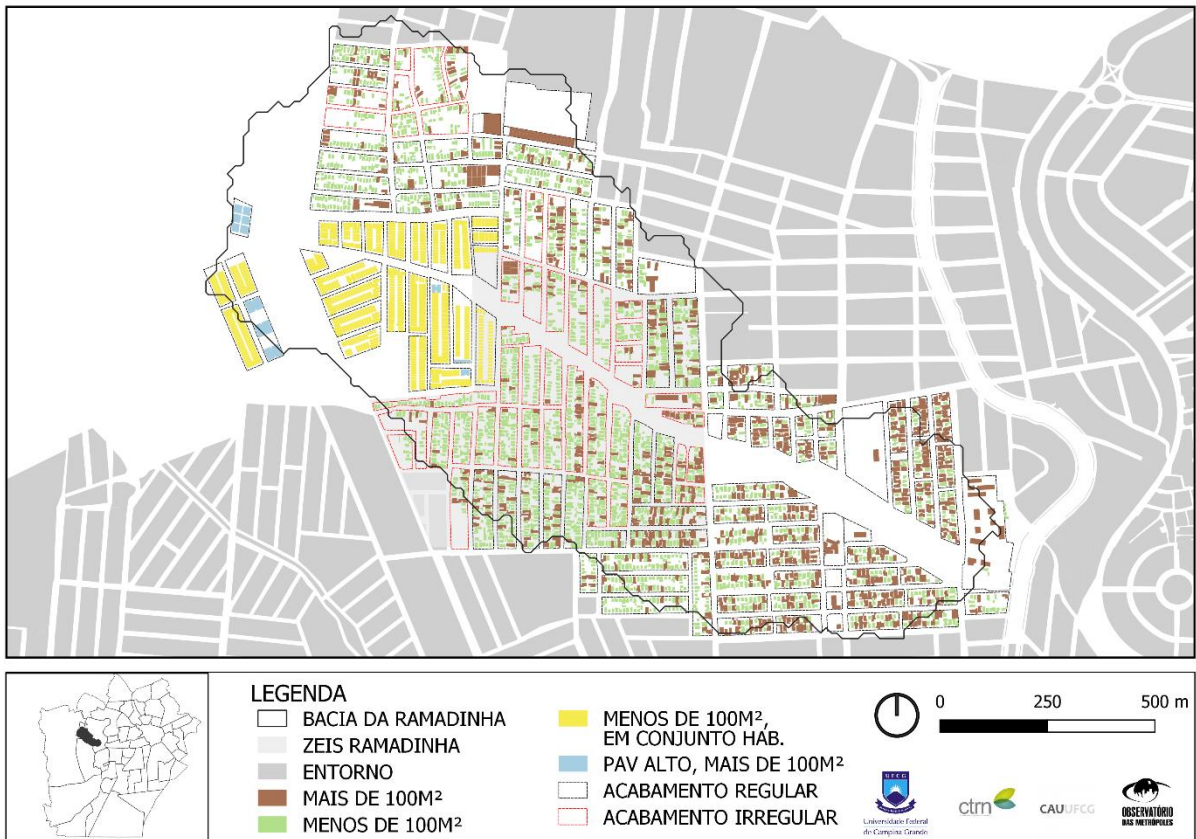 LEGENDA
BACIA DA RAMADINHA
ZEIS RAMADINHA
ENTORNO
MAIS DE 100M²
MENOS DE 100M²
MENOS DE 100M²,
EM CONJUNTO HAB.
PAV ALTO, MAIS DE 100M²
ACABAMENTO REGULAR
ACABAMENTO IRREGULAR
0 250 500 m
UFCG
Universidade Federal
de Campina Grande
ctrn
CAUUFCG
OBSERVATÓRIO
DAS METRÓPOLES